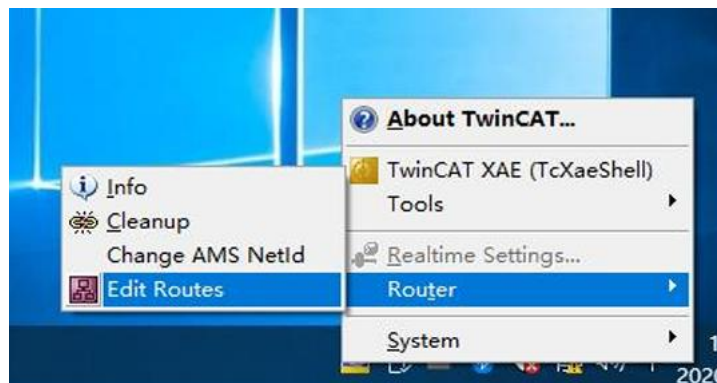 About TwinCAT...
TwinCAT XAE (TcXaeShell)
Tools
Realtime Settings...
Router
System
Info
Cleanup
Change AMS NetId
Edit Routes